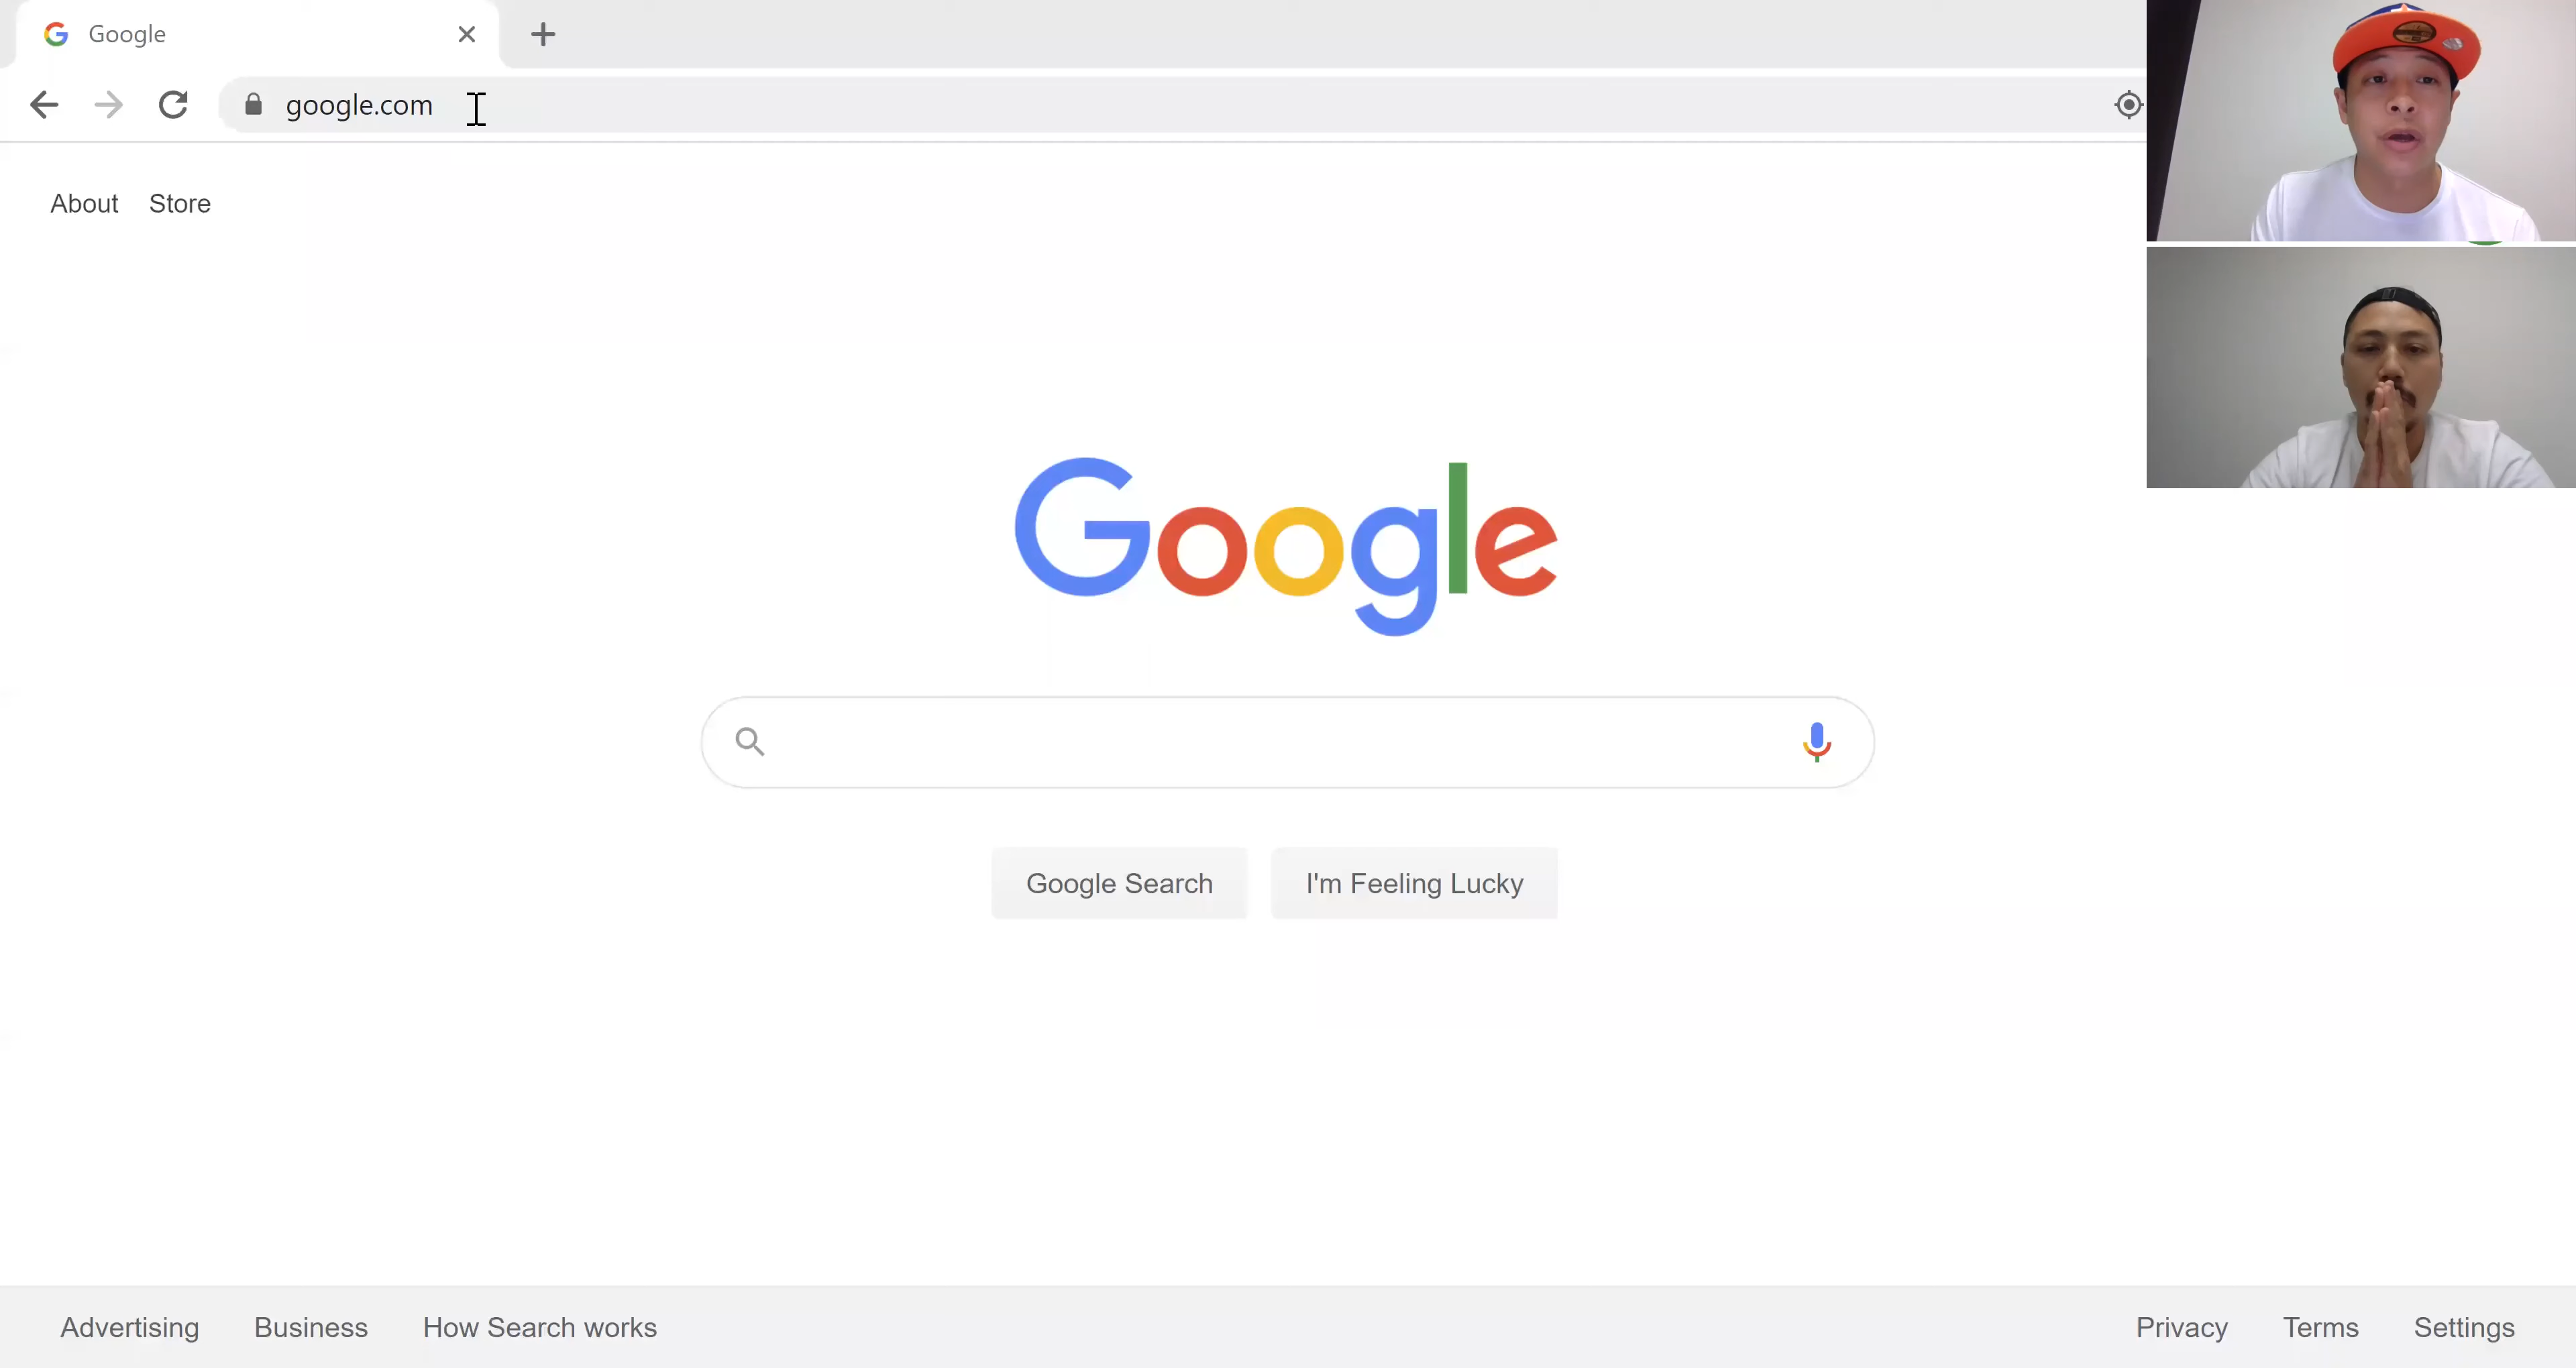 Google
google.com
About Store
Google
Google Search I'm Feeling Lucky
Advertising Business How Search works Privacy Terms Settings